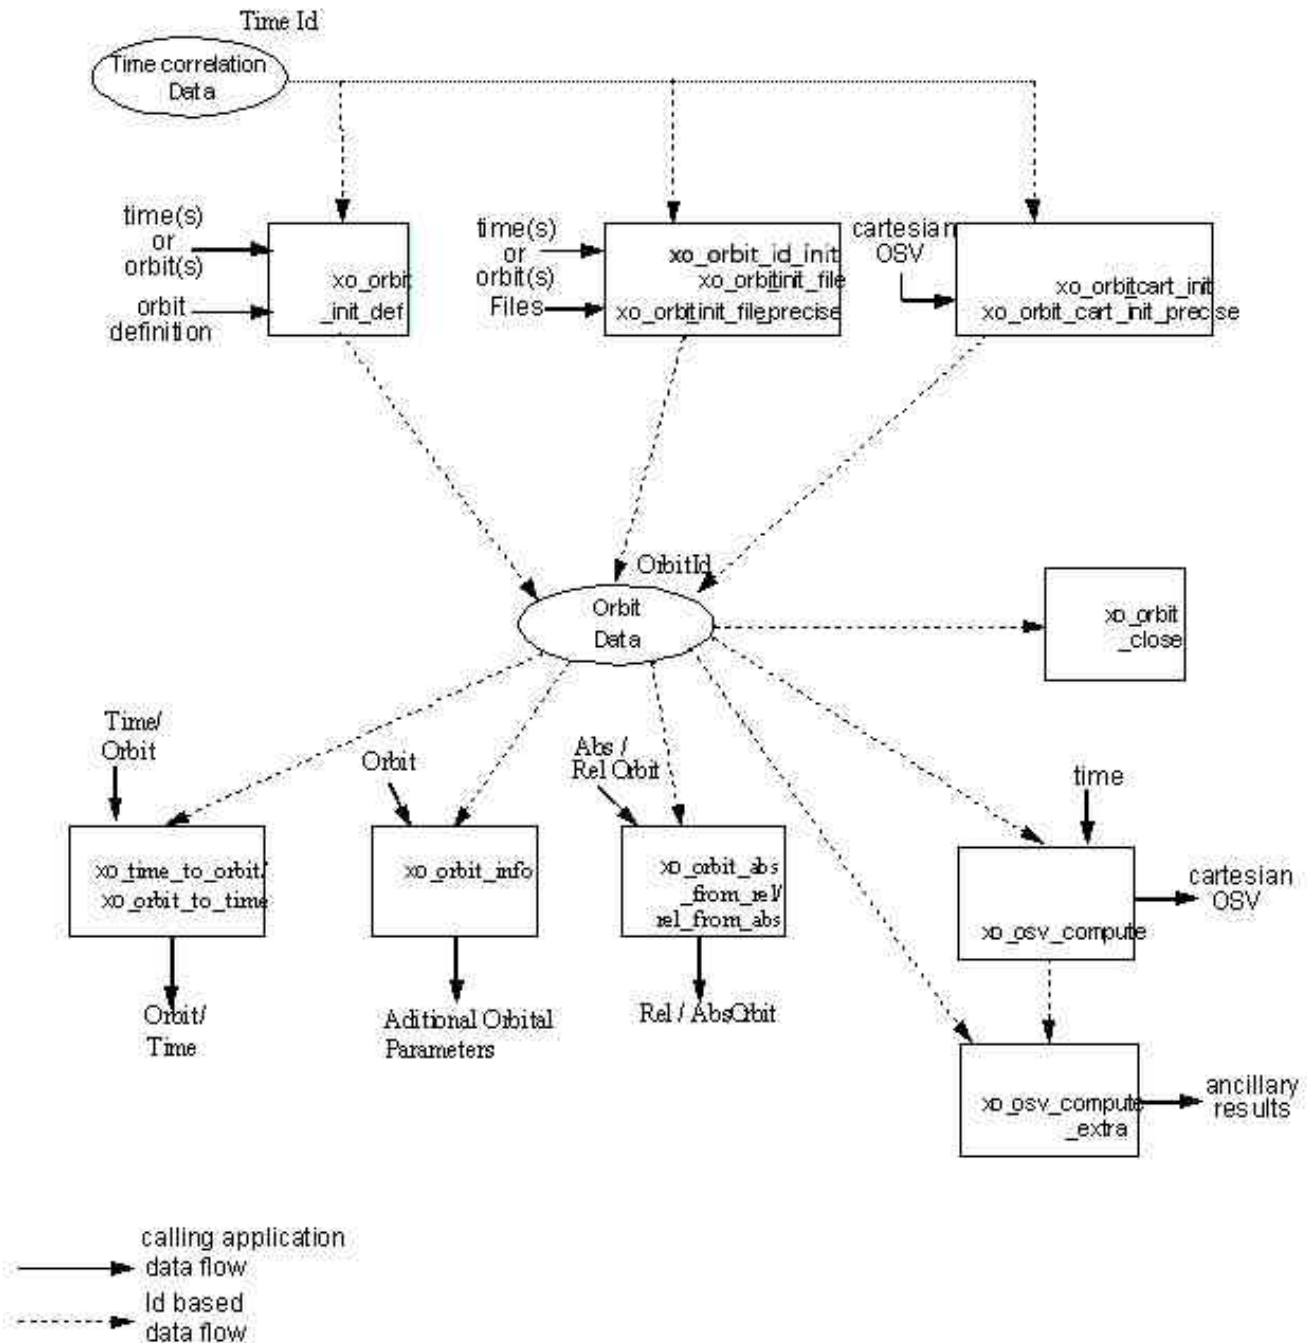 Time Id
Time correlation
Data
time(s)
or
orbit(s)
orbit
definition
xo_orbit
_init_def
time(s)
or
orbit(s)
Files
xo_orbit_id_init
xo_orbitinit_file
xo_orbitinit_fileprecise
cartesian
OSV
xo_orbitcart_init
xo_orbit_cart_init_precise
OrbitId
Orbit
Data
xo_orbit
_close
Time/
Orbit
xo_time_to_orbit/
xo_orbit_to_time
Orbit/
Time
Orbit
xo_orbit_info
Aditional Orbital
Parameters
Abs /
Rel Orbit
xo_orbit_abs
_from_rel/
rel_from_abs
Rel / AbsOrbit
time
xo_osv_compute
cartesian
OSV
xo_osv_compute
_extra
ancillary
results
calling application
data flow
Id based
data flow